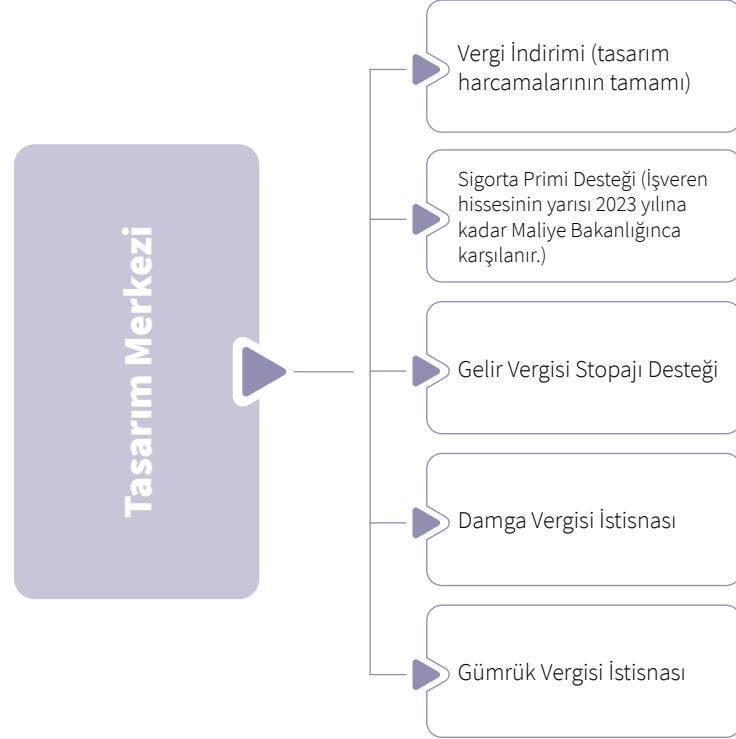 Tasarım Merkezi
Vergi İndirimi (tasarım
harcamalarının tamamı)
Sigorta Primi Desteği (İşveren
hissesinin yarısı 2023 yılına
kadar Maliye Bakanlığınca
karşılanır.)
Gelir Vergisi Stopajı Desteği
Damga Vergisi İstisnası
Gümrük Vergisi İstisnası